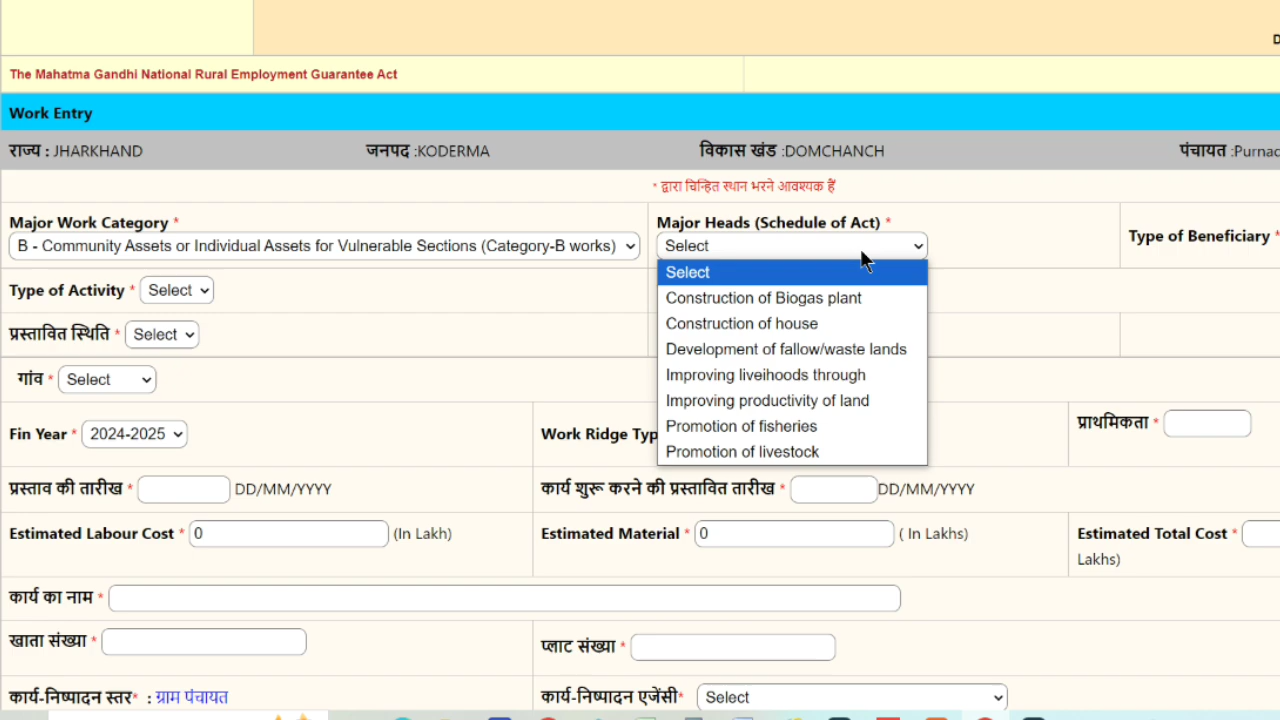 The Mahatma Gandhi National Rural Employment Guarantee Act
Work Entry
राज्य : JHARKHAND जनपद :KODERMA विकास खंड :DOMCHANCH पंचायत :Purnac
* द्वारा चिन्हित स्थान भरने आवश्यक हैं
Major Work Category * Major Heads (Schedule of Act) * Type of Beneficiary *
B - Community Assets or Individual Assets for Vulnerable Sections (Category-B works) Select
Select
Type of Activity * Select
Construction of Biogas plant
Construction of house
प्रस्तावित स्थिति * Select
Development of fallow/waste lands
गांव * Select Improving liveihoods through
Improving productivity of land
Promotion of fisheries
Promotion of livestock
Fin Year * 2024-2025 Work Ridge Typ प्राथमिकता *
प्रस्ताव की तारीख * DD/MM/YYYY कार्य शुरू करने की प्रस्तावित तारीख * DD/MM/YYYY
Estimated Labour Cost * 0 (In Lakh) Estimated Material * 0 ( In Lakhs) Estimated Total Cost *
Lakhs)
कार्य का नाम *
खाता संख्या * प्लाट संख्या *
कार्य-निष्पादन स्तर* : ग्राम पंचायत कार्य-निष्पादन एजेंसी* Select